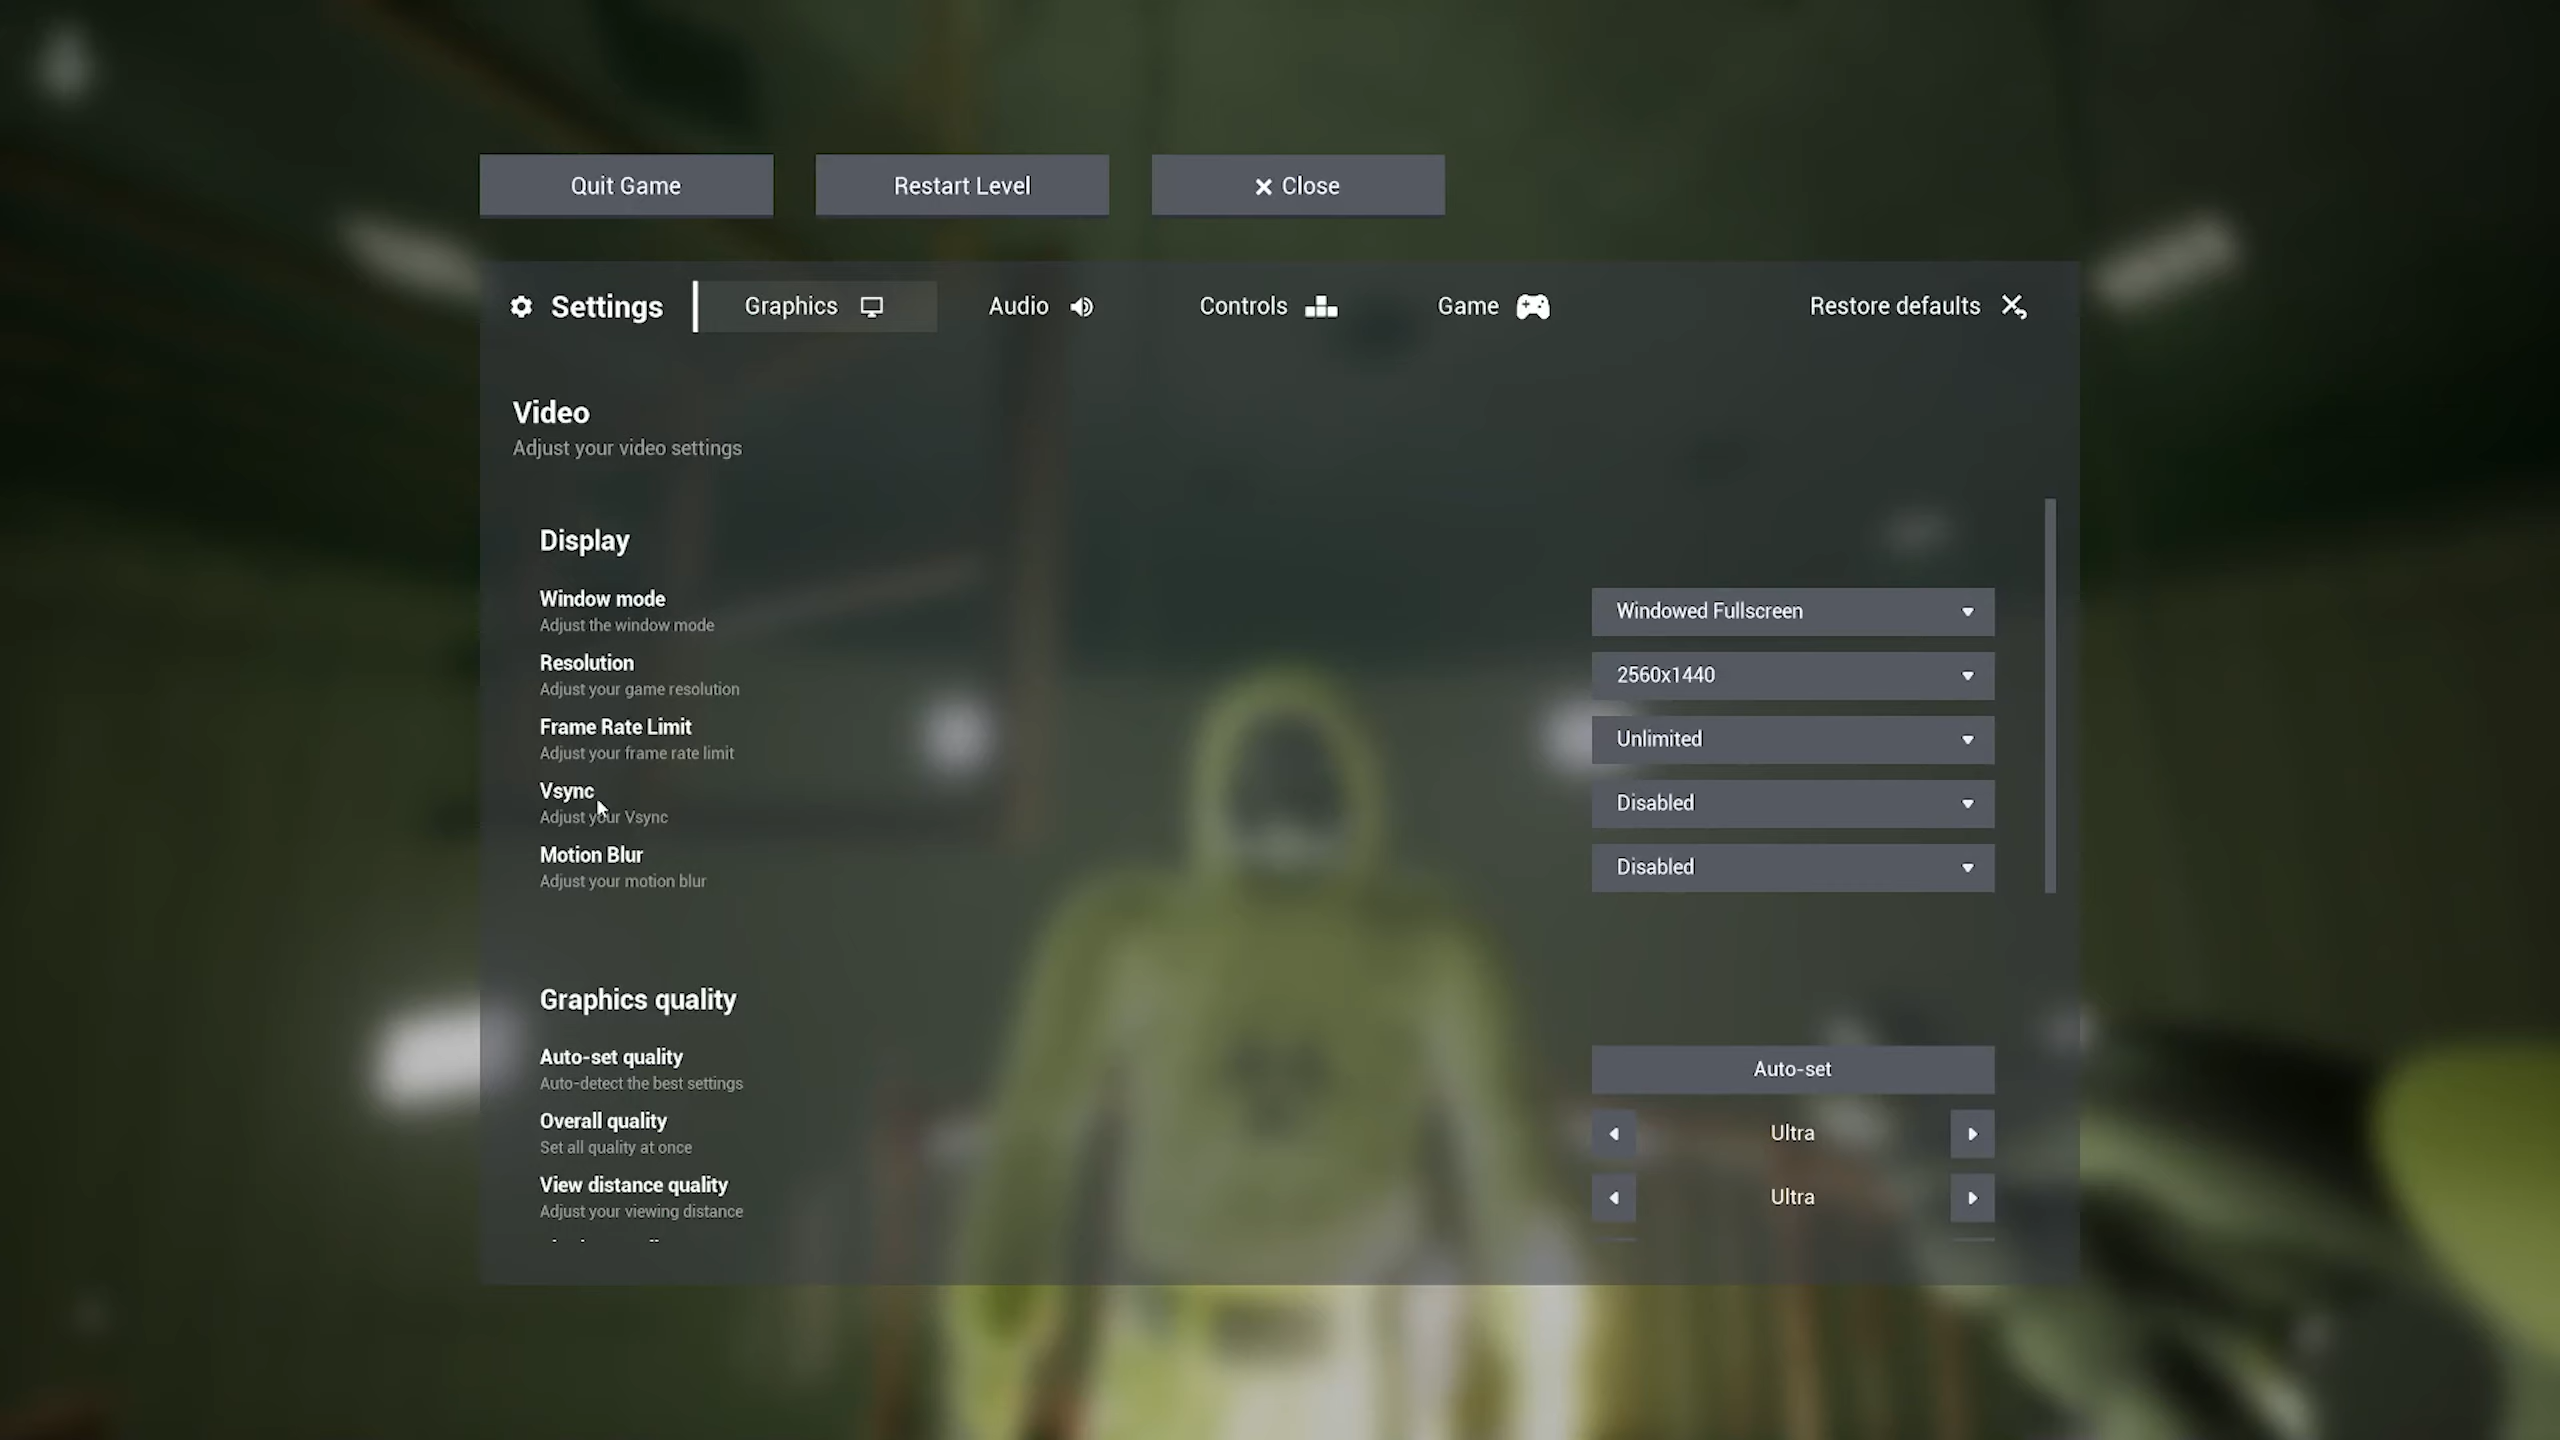 Quit Game
Restart Level
Close
Settings
Graphics
Audio
Controls
Game
Restore defaults
Video
Adjust your video settings
Display
Window mode
Adjust the window mode
Windowed Fullscreen
Resolution
Adjust your game resolution
2560x1440
Frame Rate Limit
Adjust your frame rate limit
Unlimited
Vsync
Adjust your Vsync
Disabled
Motion Blur
Adjust your motion blur
Disabled
Graphics quality
Auto-set quality
Auto-detect the best settings
Auto-set
Overall quality
Set all quality at once
Ultra
View distance quality
Adjust your viewing distance
Ultra